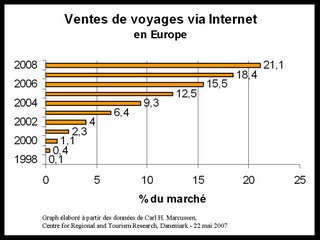 Ventes de voyages via Internet
en Europe
2008
21,1
18,4
2006
15,5
12,5
2004
9,3
6,4
2002
4
2,3
2000
1,1
0,4
1998
0,1
0 5 10 15 20 25
% du marché
Graph élaboré à partir des données de Carl H. Marcussen,
Centre for Regional and Tourism Research, Danemark - 22 mai 2007